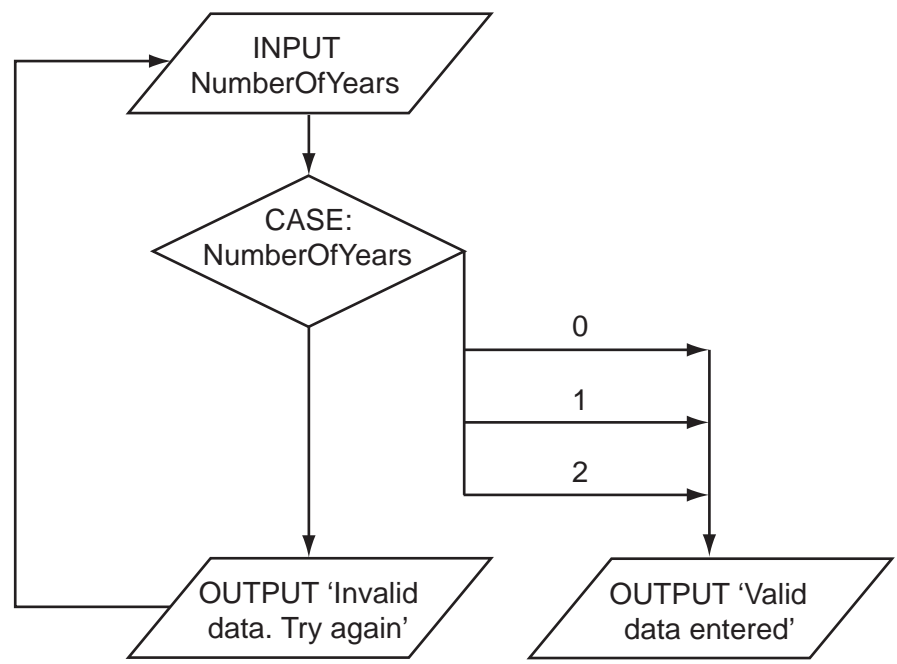 INPUT
NumberOfYears
CASE:
NumberOfYears
0
1
2
OUTPUT ‘Invalid
data. Try again’
OUTPUT ‘Valid
data entered’